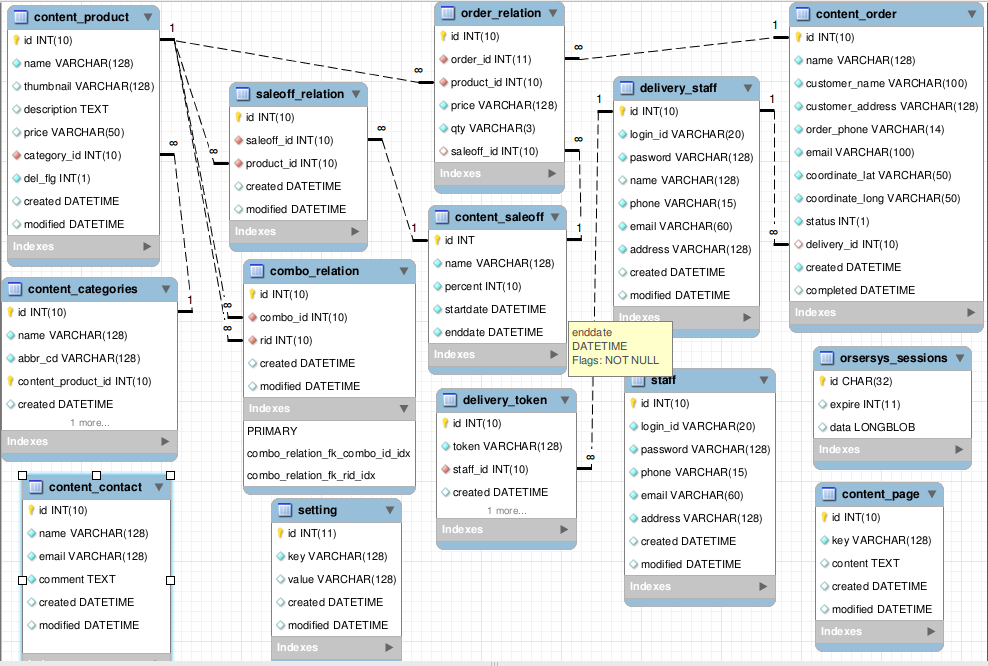 content_product
id INT(10)
name VARCHAR(128)
thumbnail VARCHAR(128)
description TEXT
price VARCHAR(50)
category_id INT(10)
del_flg INT(1)
created DATETIME
modified DATETIME
Indexes
1
∞
saleoff_relation
id INT(10)
saleoff_id INT(10)
product_id INT(10)
created DATETIME
modified DATETIME
Indexes
∞
∞
order_relation
id INT(10)
order_id INT(11)
product_id INT(10)
price VARCHAR(128)
qty VARCHAR(3)
saleoff_id INT(10)
Indexes
∞
∞
∞
content_order
id INT(10)
name VARCHAR(128)
customer_name VARCHAR(100)
customer_address VARCHAR(128)
order_phone VARCHAR(14)
email VARCHAR(100)
coordinate_lat VARCHAR(50)
coordinate_long VARCHAR(50)
status INT(1)
delivery_id INT(10)
created DATETIME
completed DATETIME
Indexes
1
∞
delivery_staff
id INT(10)
login_id VARCHAR(20)
pasword VARCHAR(128)
name VARCHAR(128)
phone VARCHAR(15)
email VARCHAR(60)
address VARCHAR(128)
created DATETIME
modified DATETIME
Indexes
1
1
content_saleoff
id INT
name VARCHAR(128)
percent INT(10)
startdate DATETIME
enddate DATETIME
Indexes
1
1
enddate
DATETIME
Flags: NOT NULL
content_categories
id INT(10)
name VARCHAR(128)
abbr_cd VARCHAR(128)
content_product_id INT(10)
created DATETIME
1 more...
Indexes
1
combo_relation
id INT(10)
combo_id INT(10)
rid INT(10)
created DATETIME
modified DATETIME
Indexes
PRIMARY
combo_relation_fk_combo_id_idx
combo_relation_fk_rid_idx
∞
∞
delivery_token
id INT(10)
token VARCHAR(128)
staff_id INT(10)
created DATETIME
1 more...
Indexes
∞
staff
id INT(10)
login_id VARCHAR(20)
password VARCHAR(128)
phone VARCHAR(15)
email VARCHAR(60)
address VARCHAR(128)
created DATETIME
modified DATETIME
Indexes
orsersys_sessions
id CHAR(32)
expire INT(11)
data LONGBLOB
Indexes
content_contact
id INT(10)
name VARCHAR(128)
email VARCHAR(128)
comment TEXT
created DATETIME
modified DATETIME
setting
id INT(11)
key VARCHAR(128)
value VARCHAR(128)
created DATETIME
modified DATETIME
Indexes
content_page
id INT(10)
key VARCHAR(128)
content TEXT
created DATETIME
modified DATETIME
Indexes